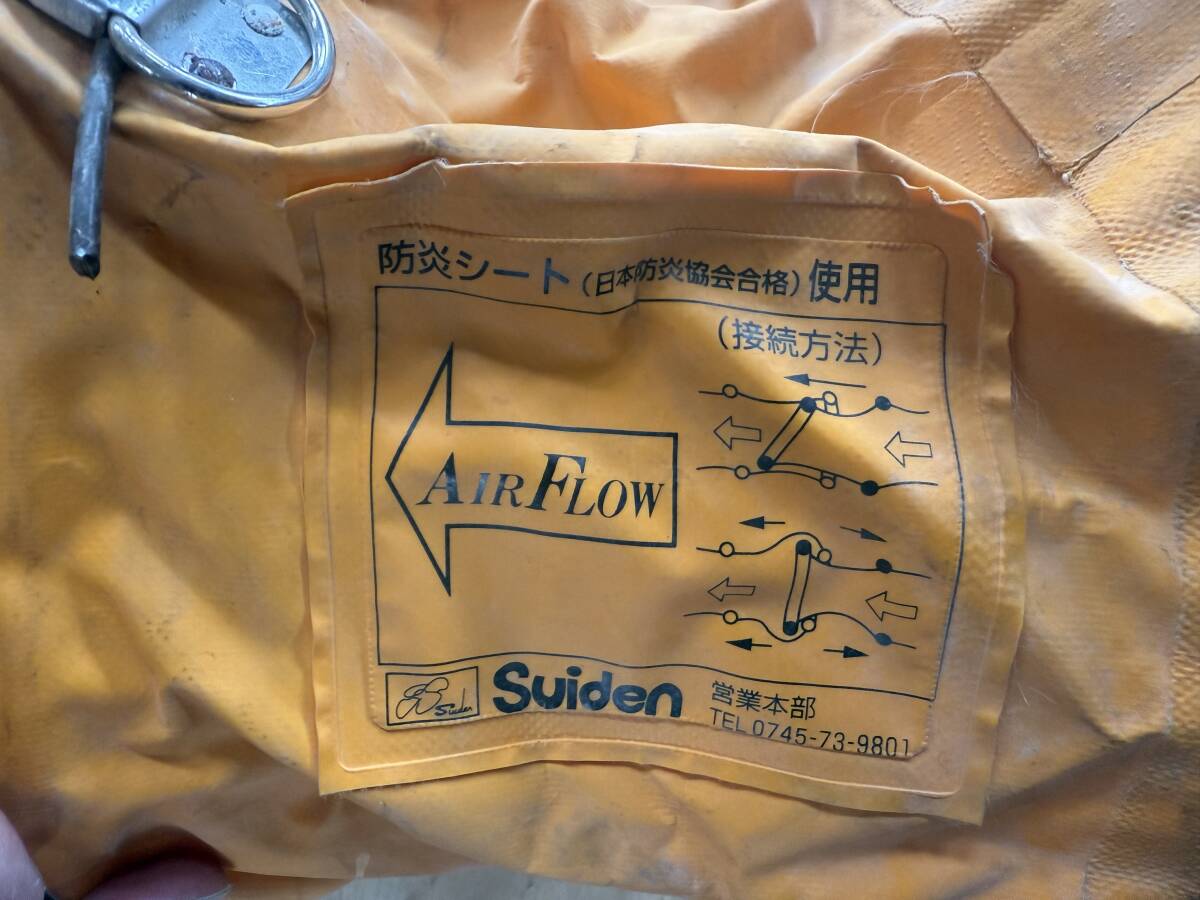 防炎シート（日本防炎協会合格）使用
（接続方法）
AIRFLOW
Suiden
Suiden
営業本部
TEL 0745-73-9801